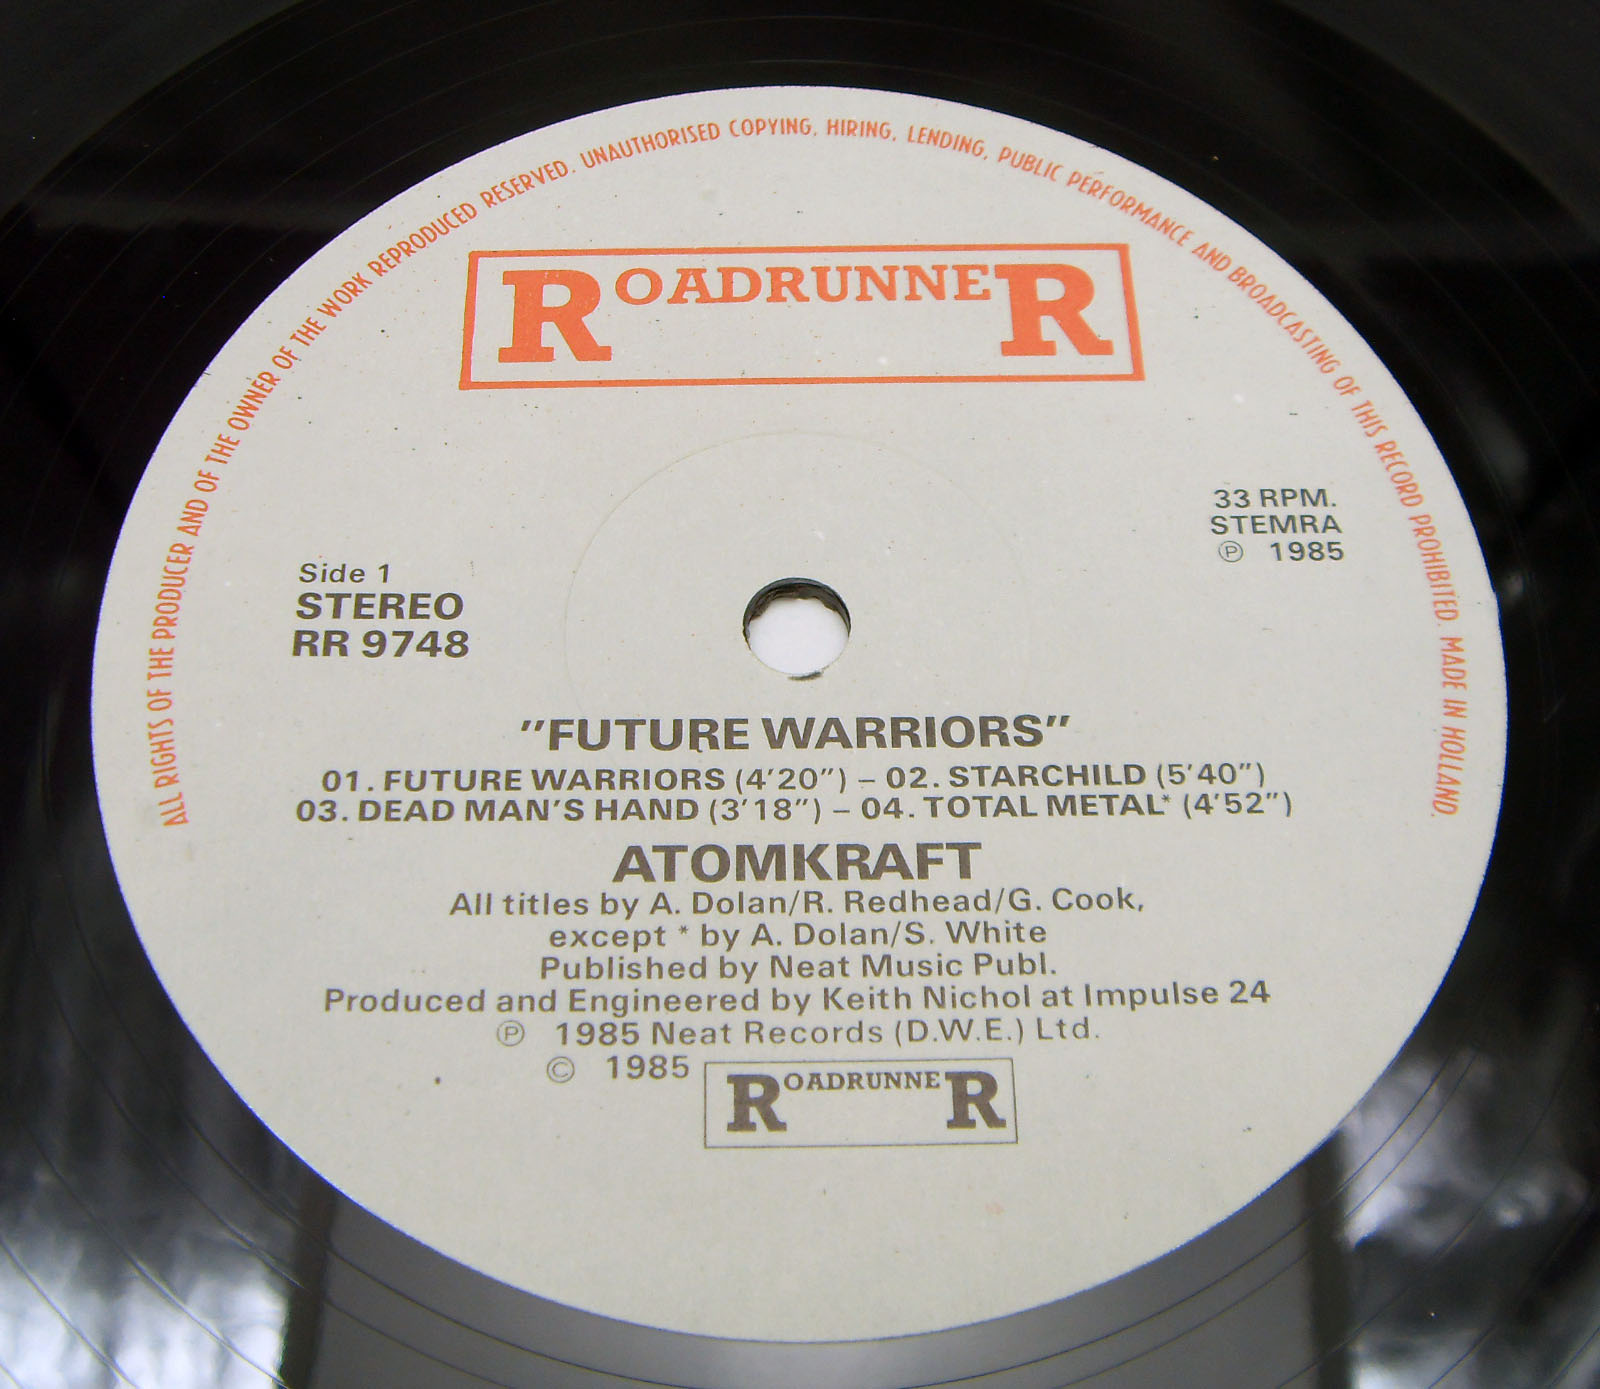 ALL RIGHTS OF THE PRODUCER AND OF THE OWNER OF THE WORK REPRODUCED RESERVED. UNAUTHORISED COPYING, HIRING, LENDING, PUBLIC PERFORMANCE AND BROADCASTING OF THIS RECORD PROHIBITED. MADE IN HOLLAND.
ROADRUNNER
33 RPM.
STEMRA
℗ 1985
Side 1
STEREO
RR 9748
"FUTURE WARRIORS"
01. FUTURE WARRIORS (4'20") – 02. STARCHILD (5'40")
03. DEAD MAN'S HAND (3'18") – 04. TOTAL METAL* (4'52")
ATOMKRAFT
All titles by A. Dolan/R. Redhead/G. Cook,
except * by A. Dolan/S. White
Published by Neat Music Publ.
Produced and Engineered by Keith Nichol at Impulse 24
℗ 1985 Neat Records (D.W.E.) Ltd.
© 1985 ROADRUNNER